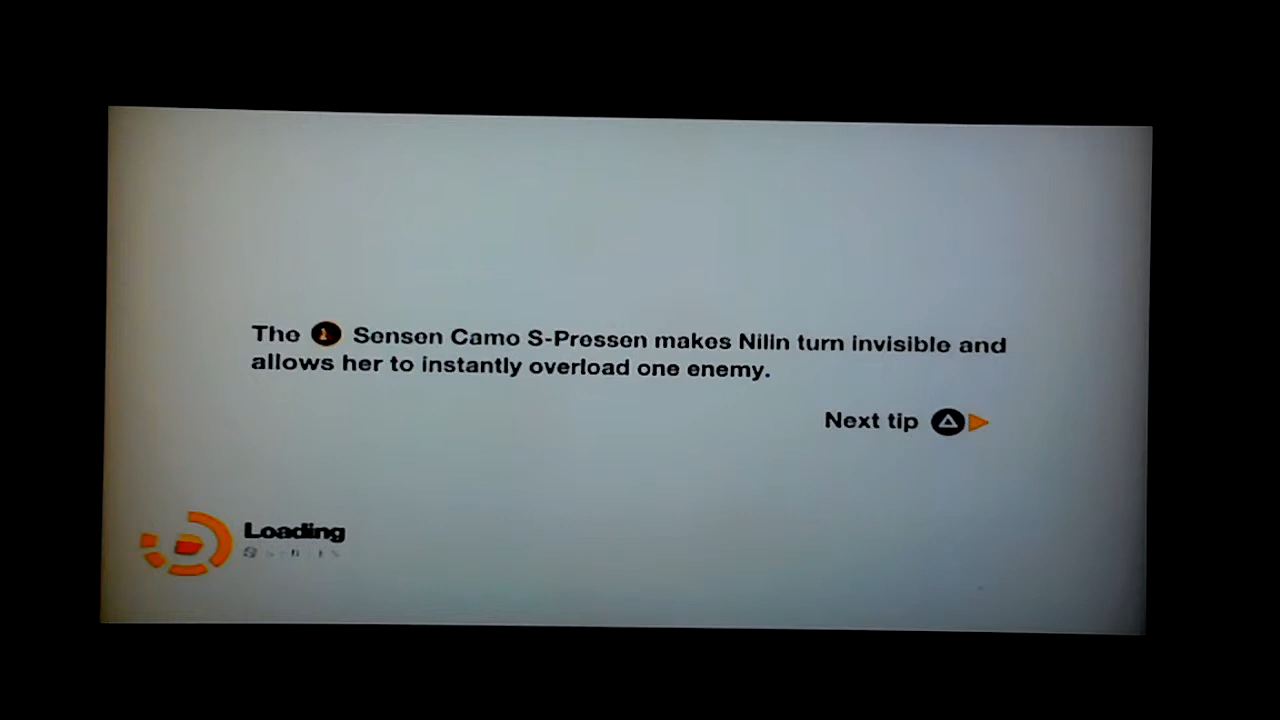 The Sensen Camo S-Pressen makes Nilin turn invisible and
allows her to instantly overload one enemy.
Next tip
Loading